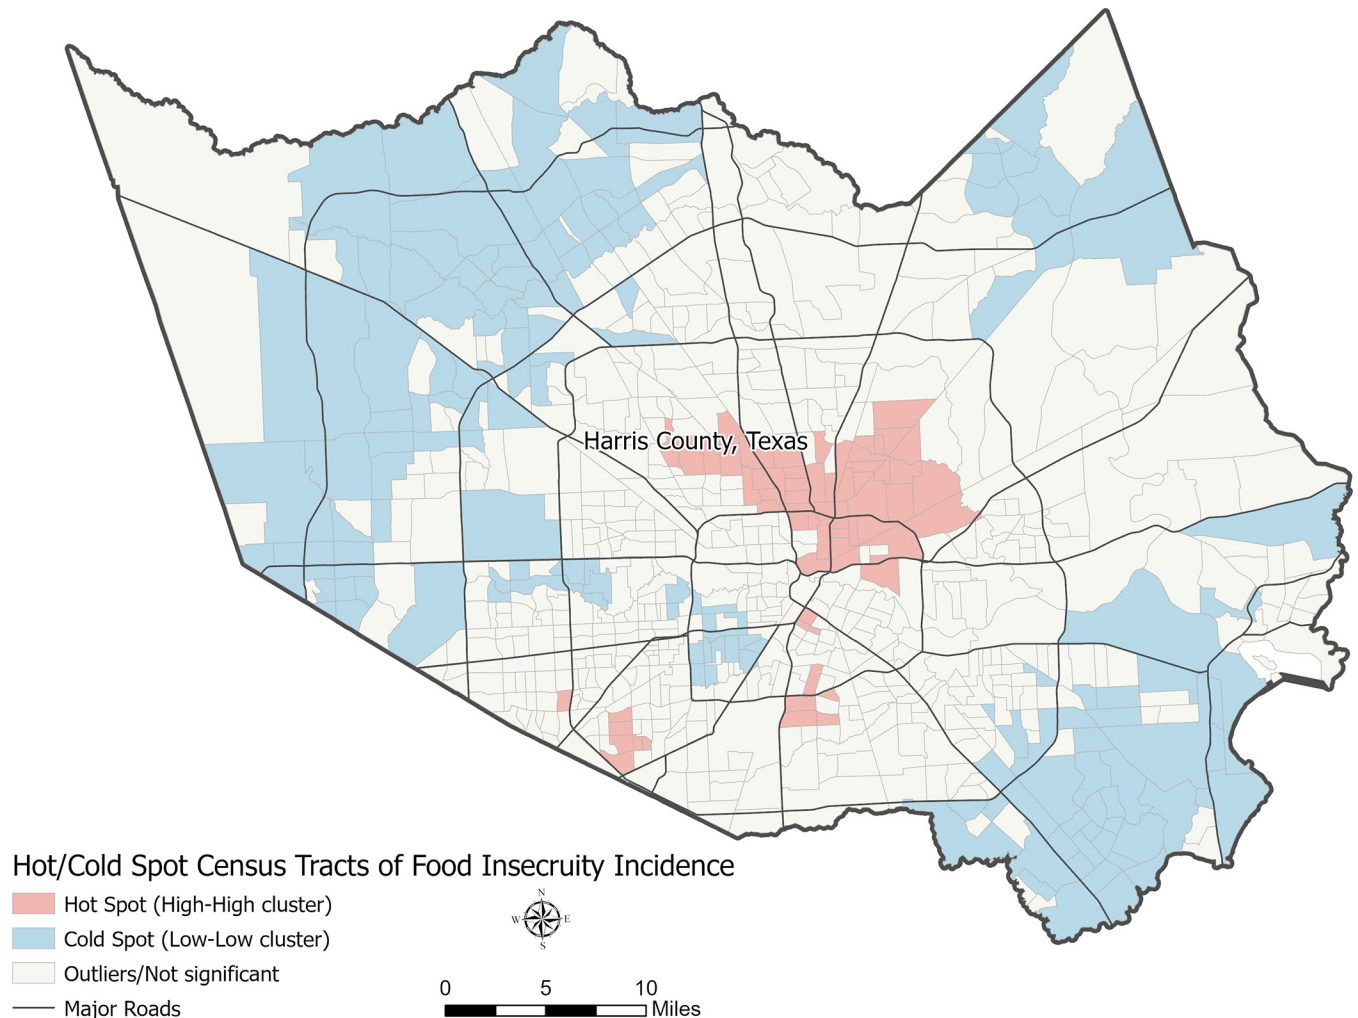 Harris County, Texas
Hot/Cold Spot Census Tracts of Food Insecruity Incidence
Hot Spot (High-High cluster)
Cold Spot (Low-Low cluster)
Outliers/Not significant
Major Roads
N
W E
S
0 5 10
Miles